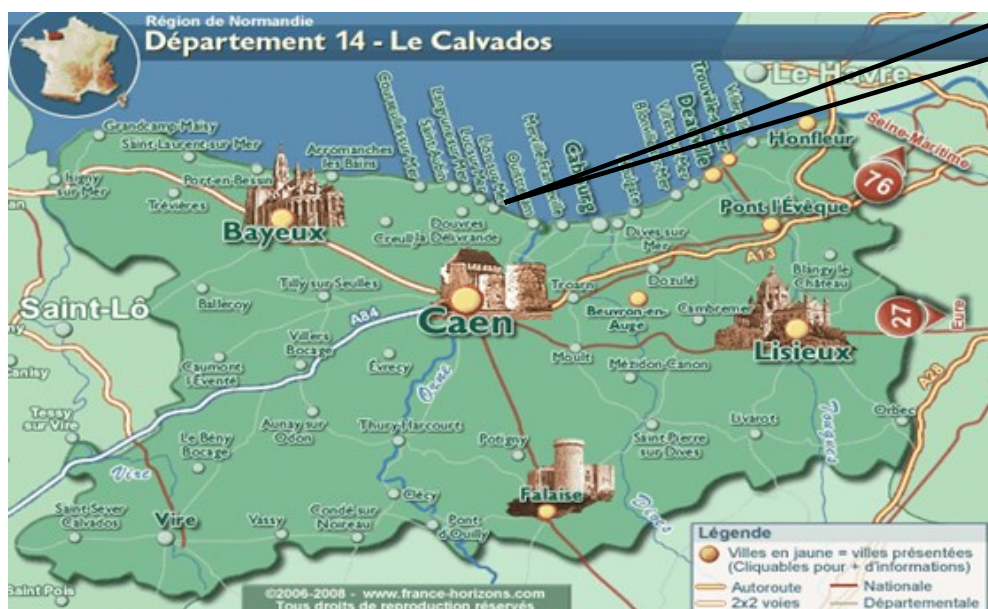 Région de Normandie
Département 14 - Le Calvados
Le Havre
Honfleur
Seine-Maritime
76
Deauville
Cabourg
Grandcamp-Maisy
Saint-Laurent sur Mer
Arromanches
les Bains
Isigny
sur Mer
Port-en-Bessin
Trévières
Bayeux
Douvres
la Délivrande
Creully
Dives sur
Mer
Pont l'Évêque
A13
Saint-Lô
Balleroy
Tilly sur Seulles
Caen
Troarn
Dozulé
Blangy le
Château
Beuvron-en-
Auge
Cambremer
Lisieux
27
Eure
A84
Villers
Bocage
Caumont
l'Éventé
Évrecy
Orne
Moult
Mézidon-Canon
A28
Tessy
sur Vire
Le Bény
Bocage
Aunay sur
Odon
Thury-Harcourt
Potigny
Saint Pierre
sur Dives
Livarot
Touques
Orbec
Vire
Falaise
Saint-Sever
Calvados
Vire
Vassy
Condé sur
Noireau
Clécy
Pont
d'Ouilly
Dives
Saint Pois
Légende
Villes en jaune = villes présentées
(Cliquables pour + d'informations)
Autoroute
Nationale
2x2 voies
Départementale
©2006-2008 - www.france-horizons.com
Tous droits de reproduction réservés